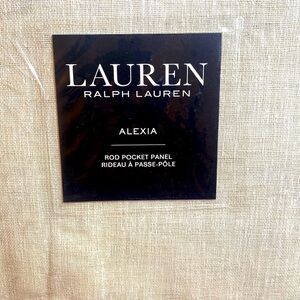 LAUREN
RALPH LAUREN
ALEXIA
ROD POCKET PANEL
RIDEAU À PASSE-PÔLE